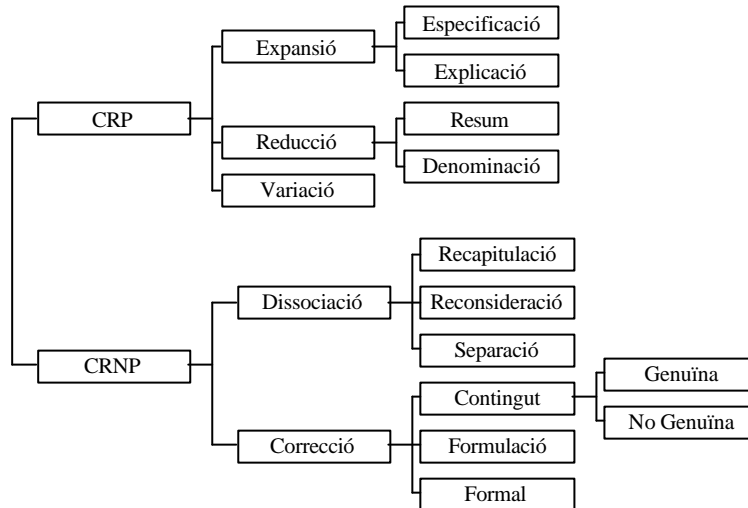 CRP
Expansió
Especificació
Explicació
Reducció
Resum
Denominació
Variació
CRNP
Dissociació
Recapitulació
Reconsideració
Separació
Correcció
Contingut
Genuïna
No Genuïna
Formulació
Formal